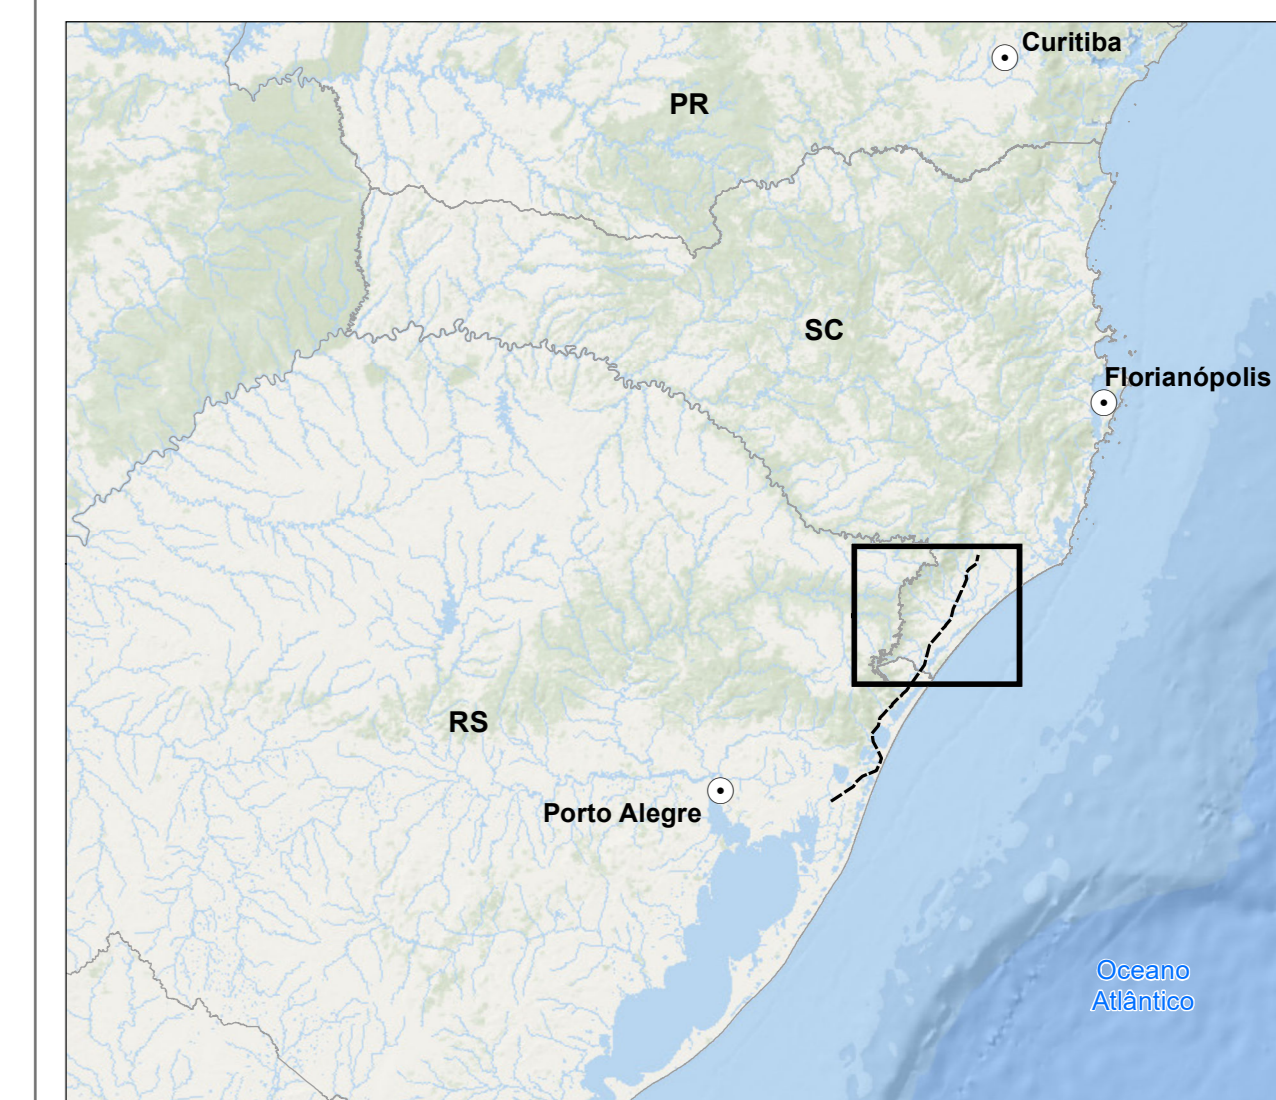 Curitiba
PR
SC
Florianópolis
RS
Porto Alegre
Oceano
Atlântico